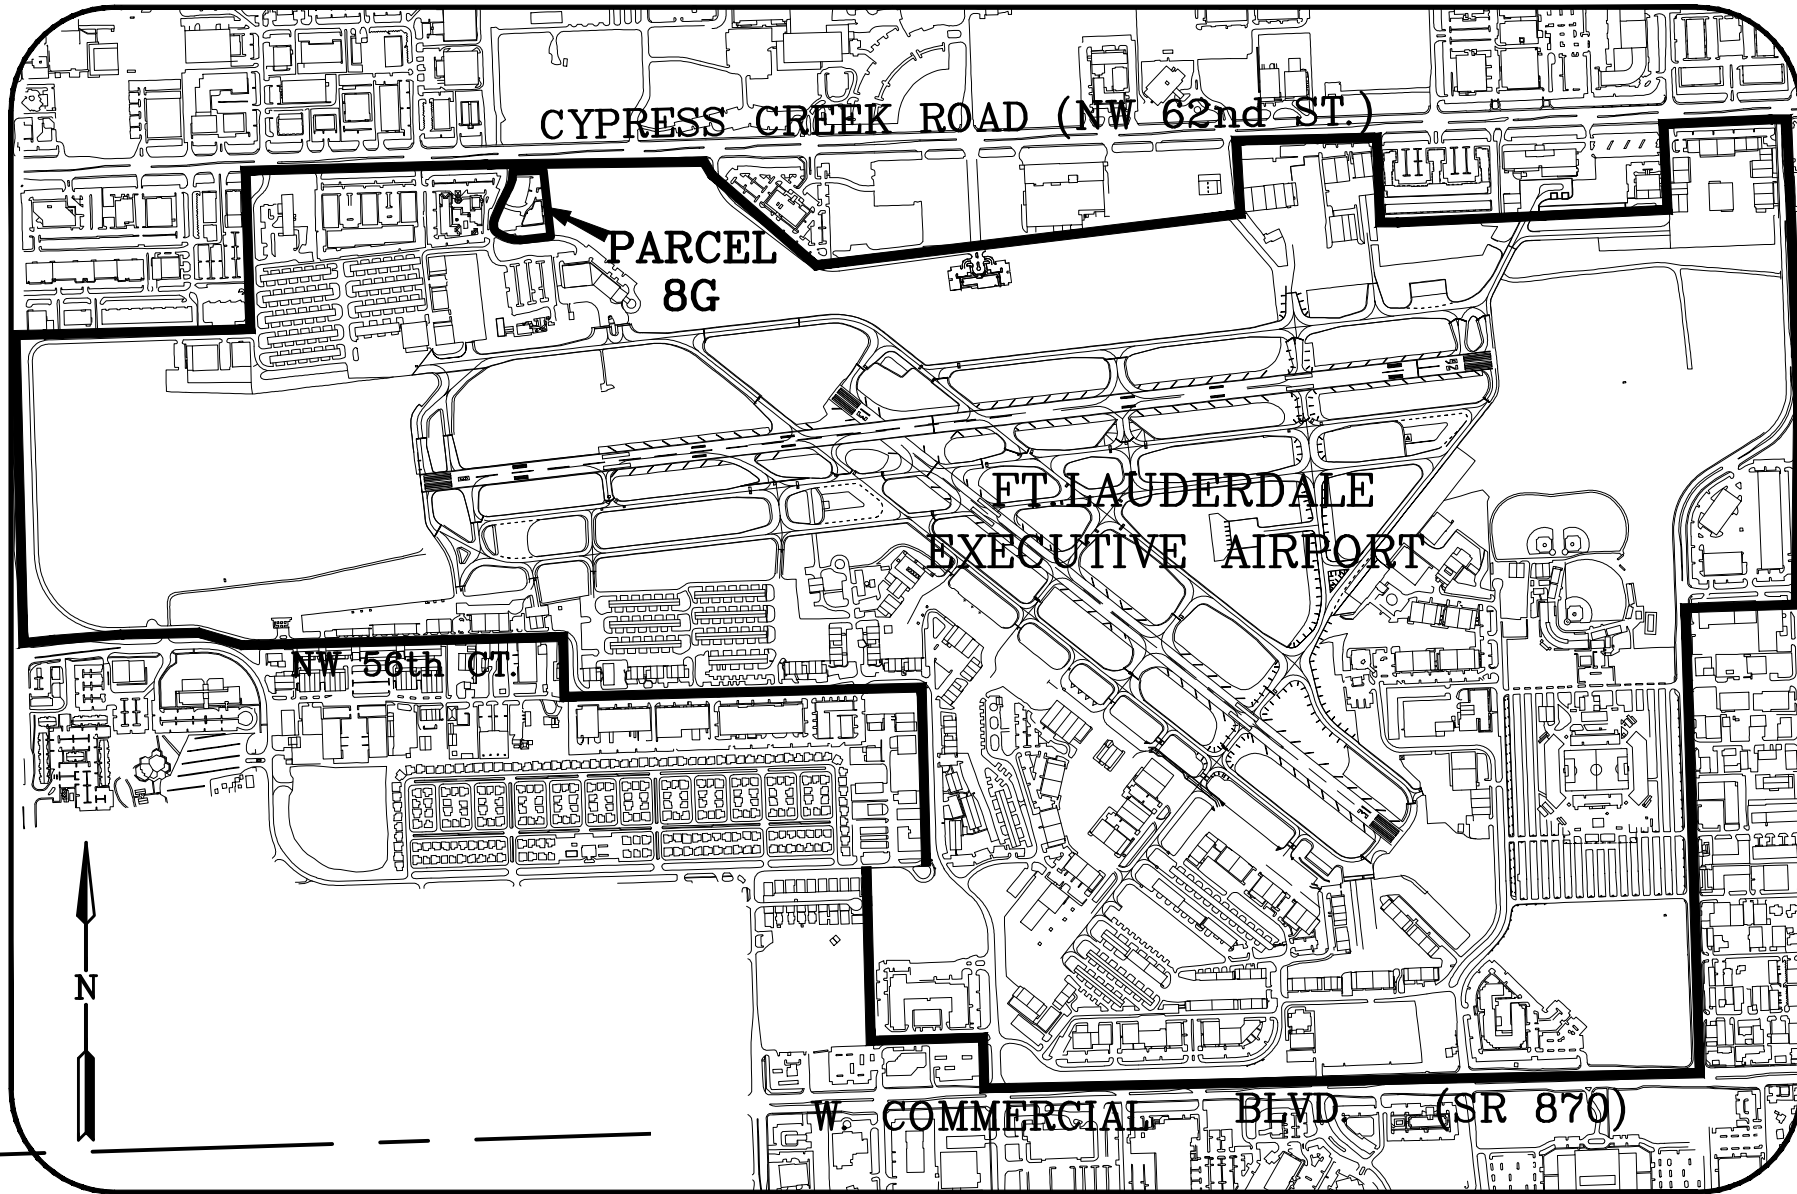 CYPRESS CREEK ROAD (NW 62nd ST.)
PARCEL
8G
FT. LAUDERDALE
EXECUTIVE AIRPORT
NW 56th CT.
N
W. COMMERCIAL BLVD. (SR 870)
31